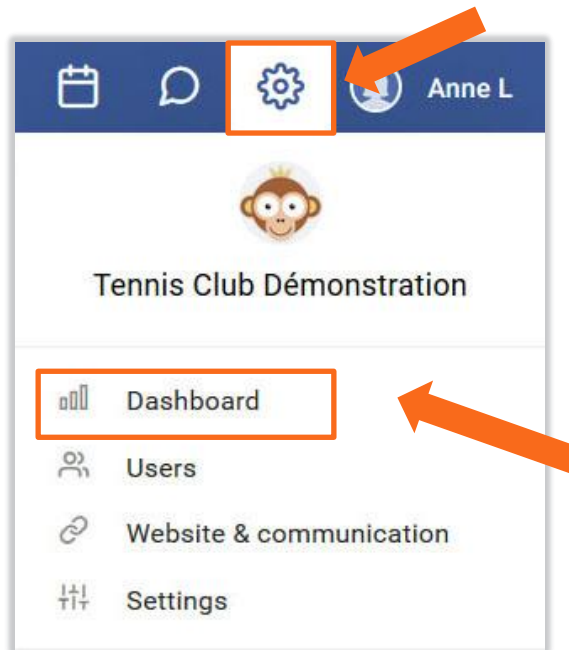 Anne L
Tennis Club Démonstration
Dashboard
Users
Website & communication
Settings